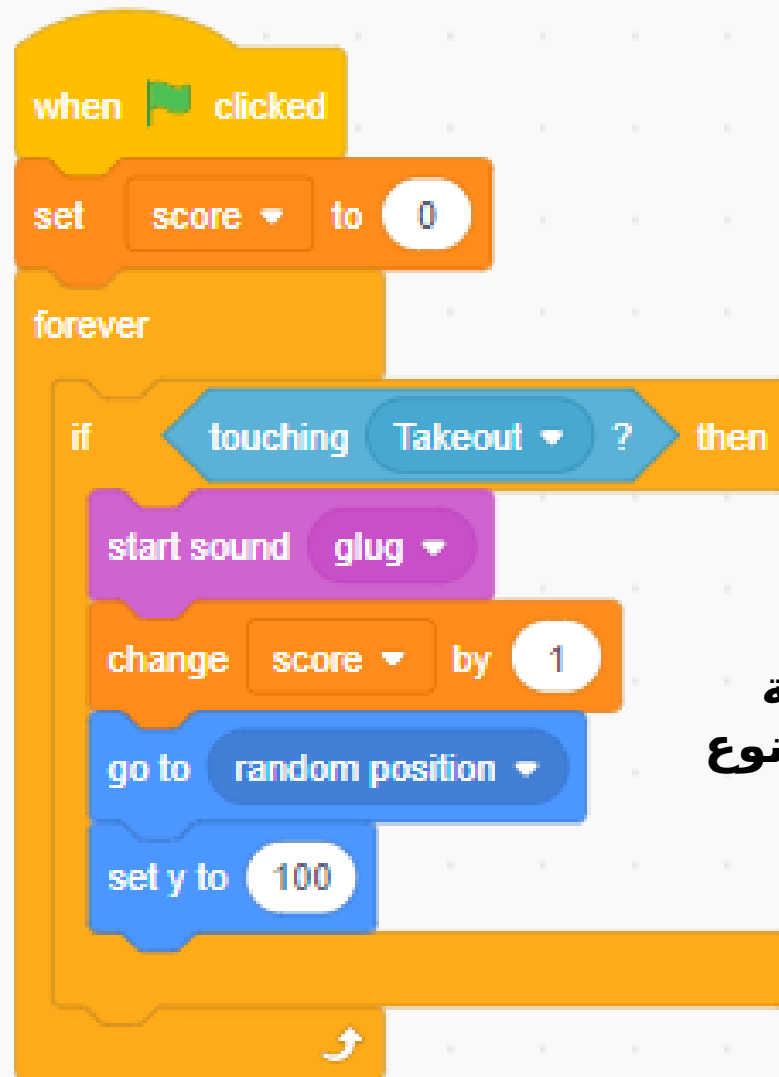 when clicked
set score to 0
forever
if touching Takeout ? then
start sound glug
change score by 1
go to random position
set y to 100